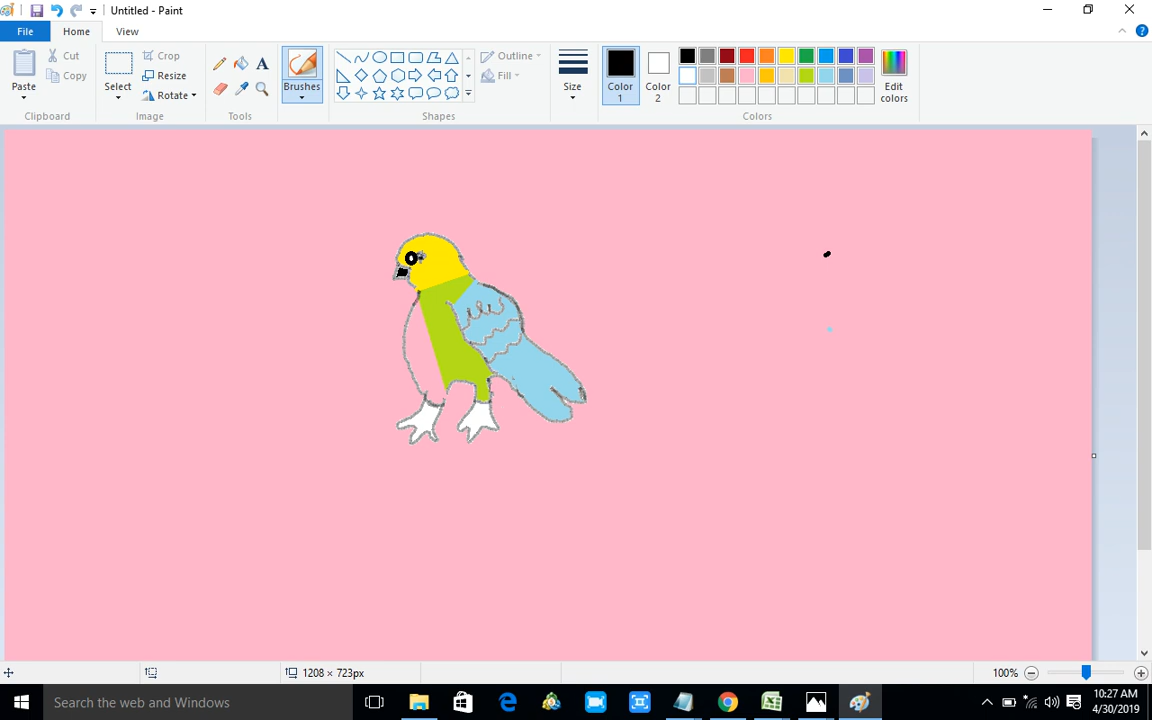 Untitled - Paint
File Home View
Cut
Copy
Paste
Clipboard
Crop
Resize
Rotate
Select
Image
A
Tools
Brushes
Outline
Fill
Shapes
Size
Color 1
Color 2
Edit colors
Colors
1208 × 723px
100%
Search the web and Windows
10:27 AM
4/30/2019